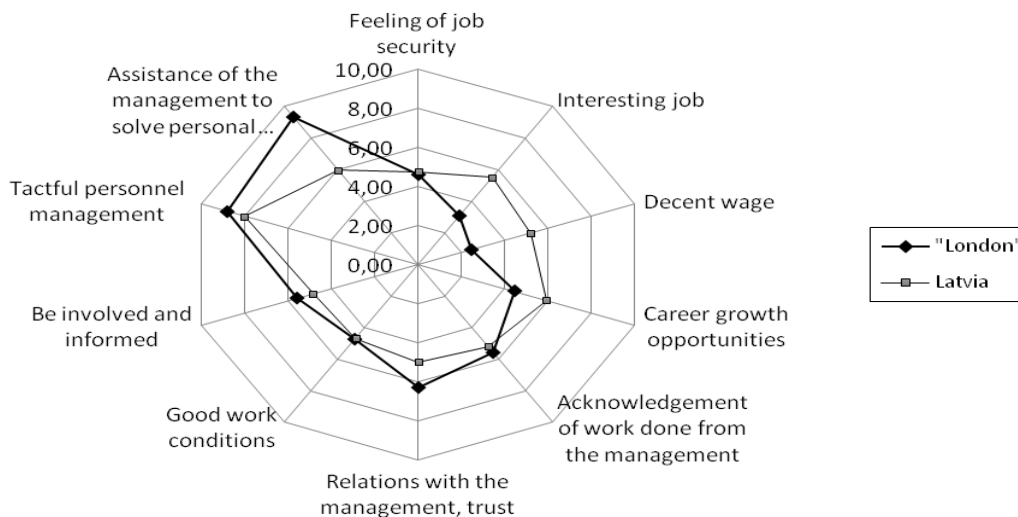 Feeling of job
security
Interesting job
Decent wage
Career growth
opportunities
Acknowledgement
of work done from
the management
Relations with the
management, trust
Good work
conditions
Be involved and
informed
Tactful personnel
management
Assistance of the
management to
solve personal ...
10,00
8,00
6,00
4,00
2,00
0,00
"London"
Latvia